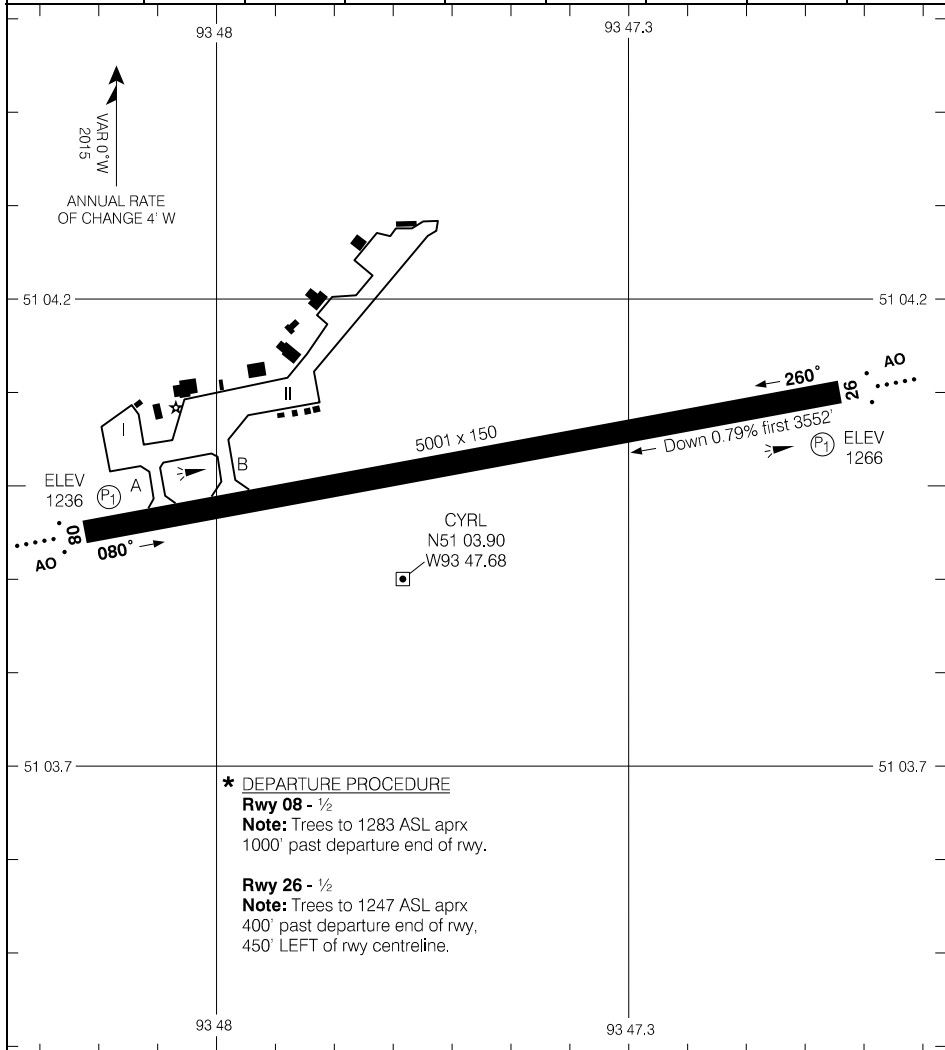 93 48
93 47.3
VAR 0°W
2015
ANNUAL RATE
OF CHANGE 4' W
51 04.2
51 04.2
AO
260°
26
II
I
5001 x 150
Down 0.79% first 3552'
P1
ELEV
1266
B
A
ELEV
1236
P1
08
080°
AO
CYRL
N51 03.90
W93 47.68
51 03.7
51 03.7
* DEPARTURE PROCEDURE
Rwy 08 - ½
Note: Trees to 1283 ASL aprx
1000' past departure end of rwy.
Rwy 26 - ½
Note: Trees to 1247 ASL aprx
400' past departure end of rwy,
450' LEFT of rwy centreline.
93 48
93 47.3